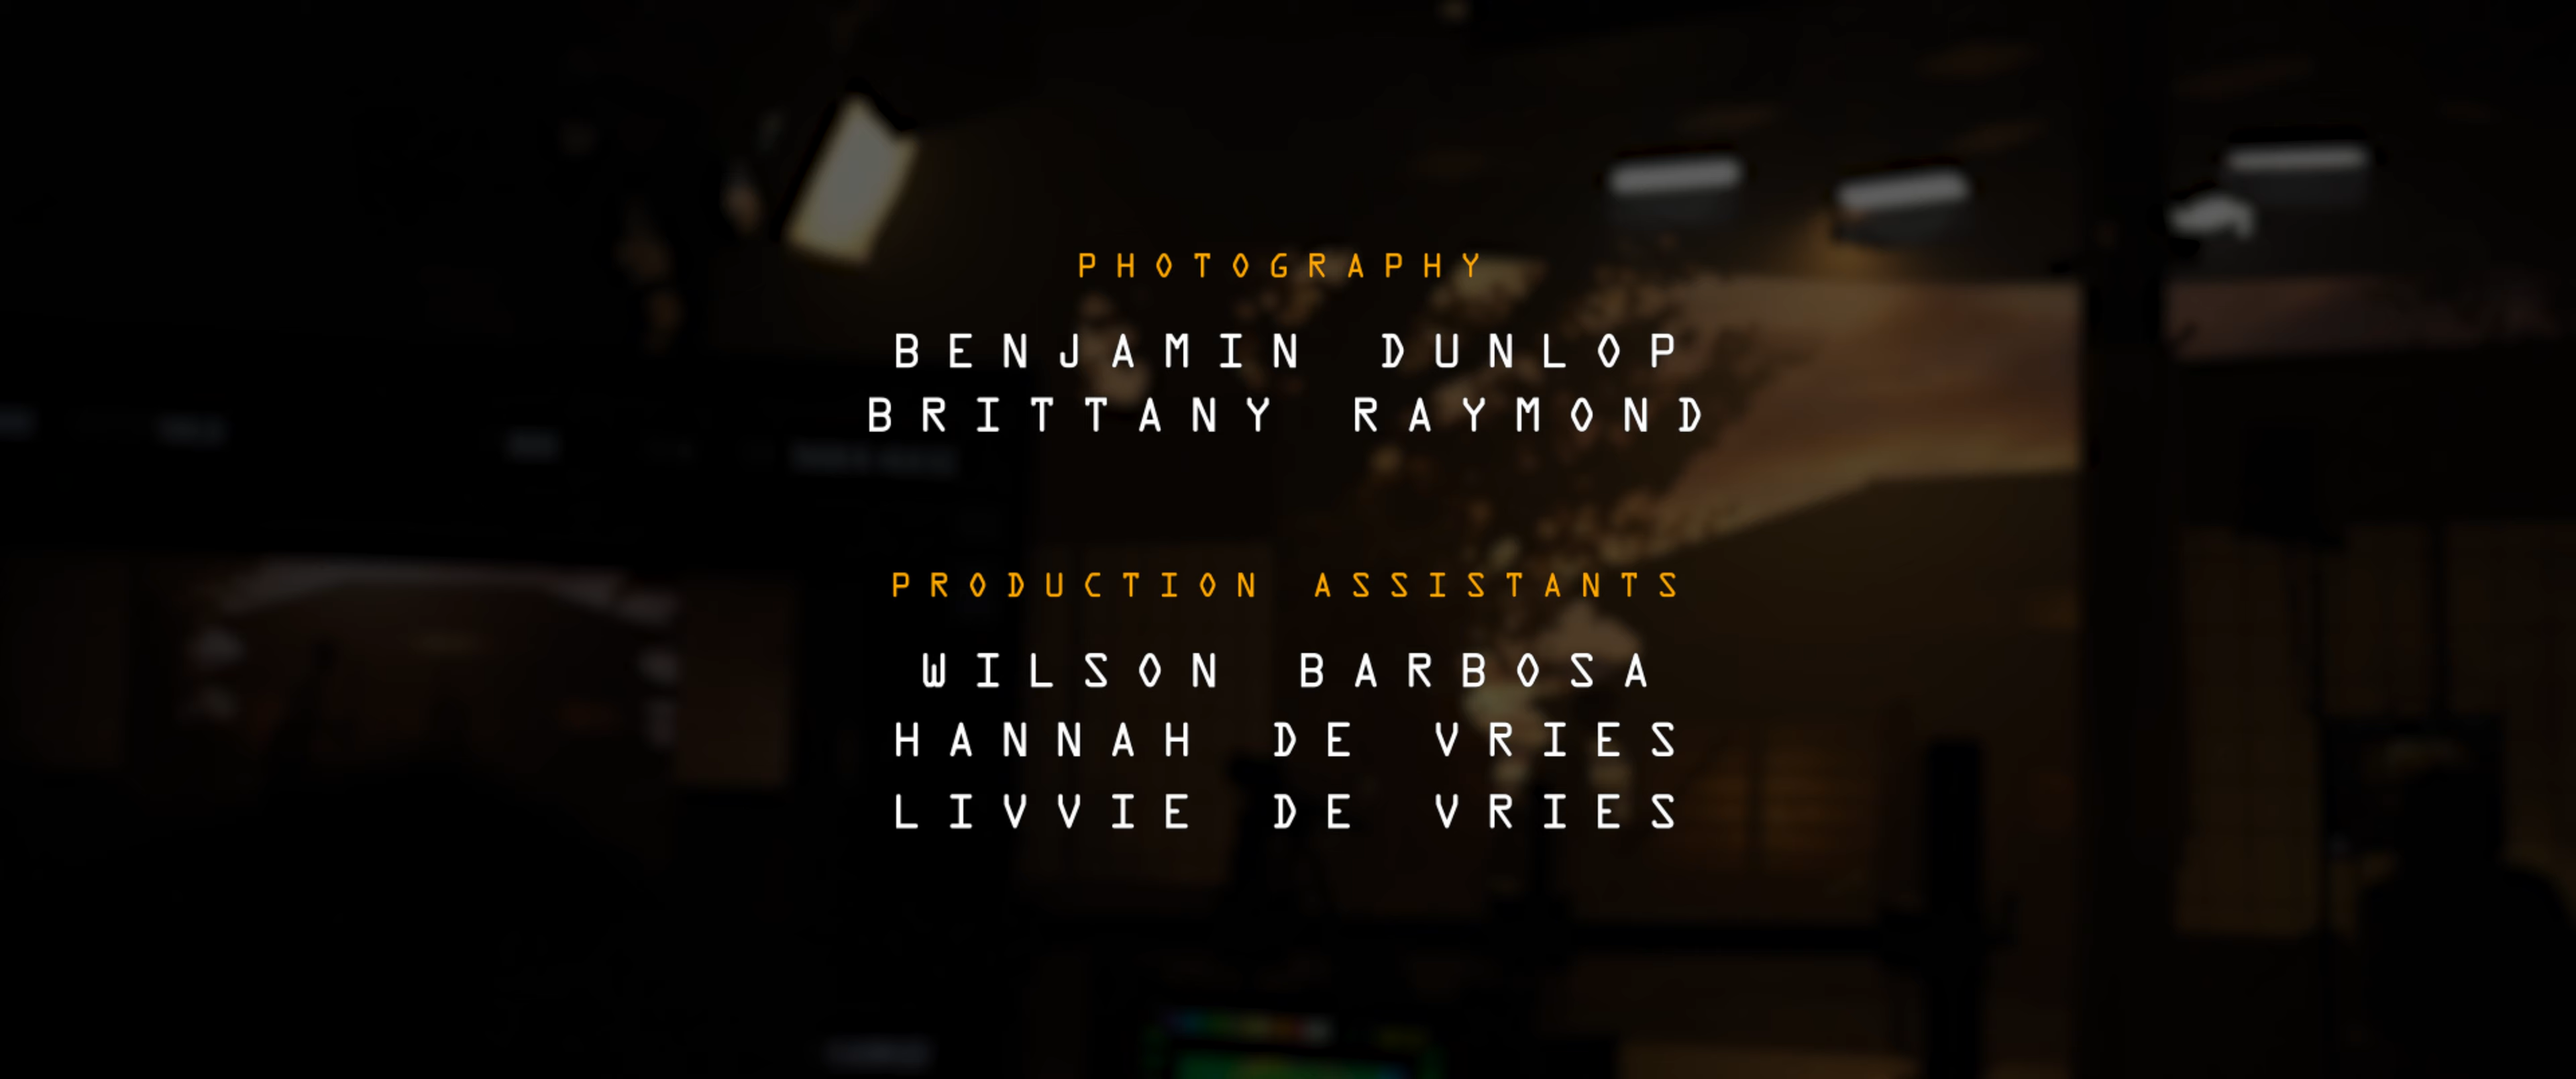 PHOTOGRAPHY
BENJAMIN DUNLOP
BRITTANY RAYMOND
PRODUCTION ASSISTANTS
WILSON BARBOSA
HANNAH DE VRIES
LIVVIE DE VRIES